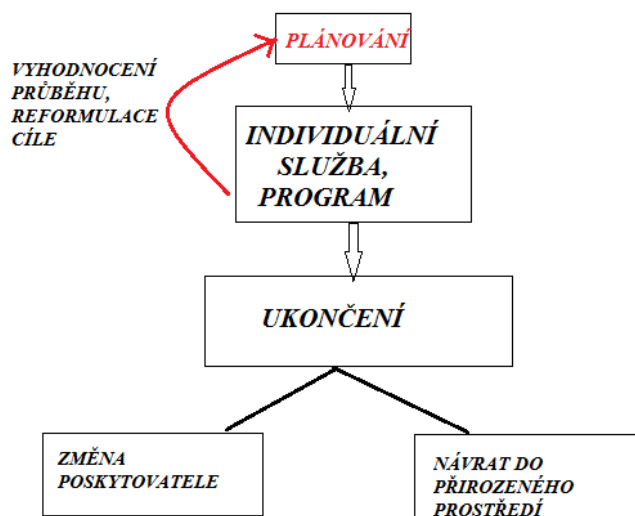 PLÁNOVÁNÍ
VYHODNOCENÍ
PRŮBĚHU,
REFORMULACE
CÍLE
INDIVIDUÁLNÍ
SLUŽBA,
PROGRAM
UKONČENÍ
ZMĚNA
POSKYTOVATELE
NÁVRAT DO
PŘIROZENÉHO
PROSTŘEDÍ